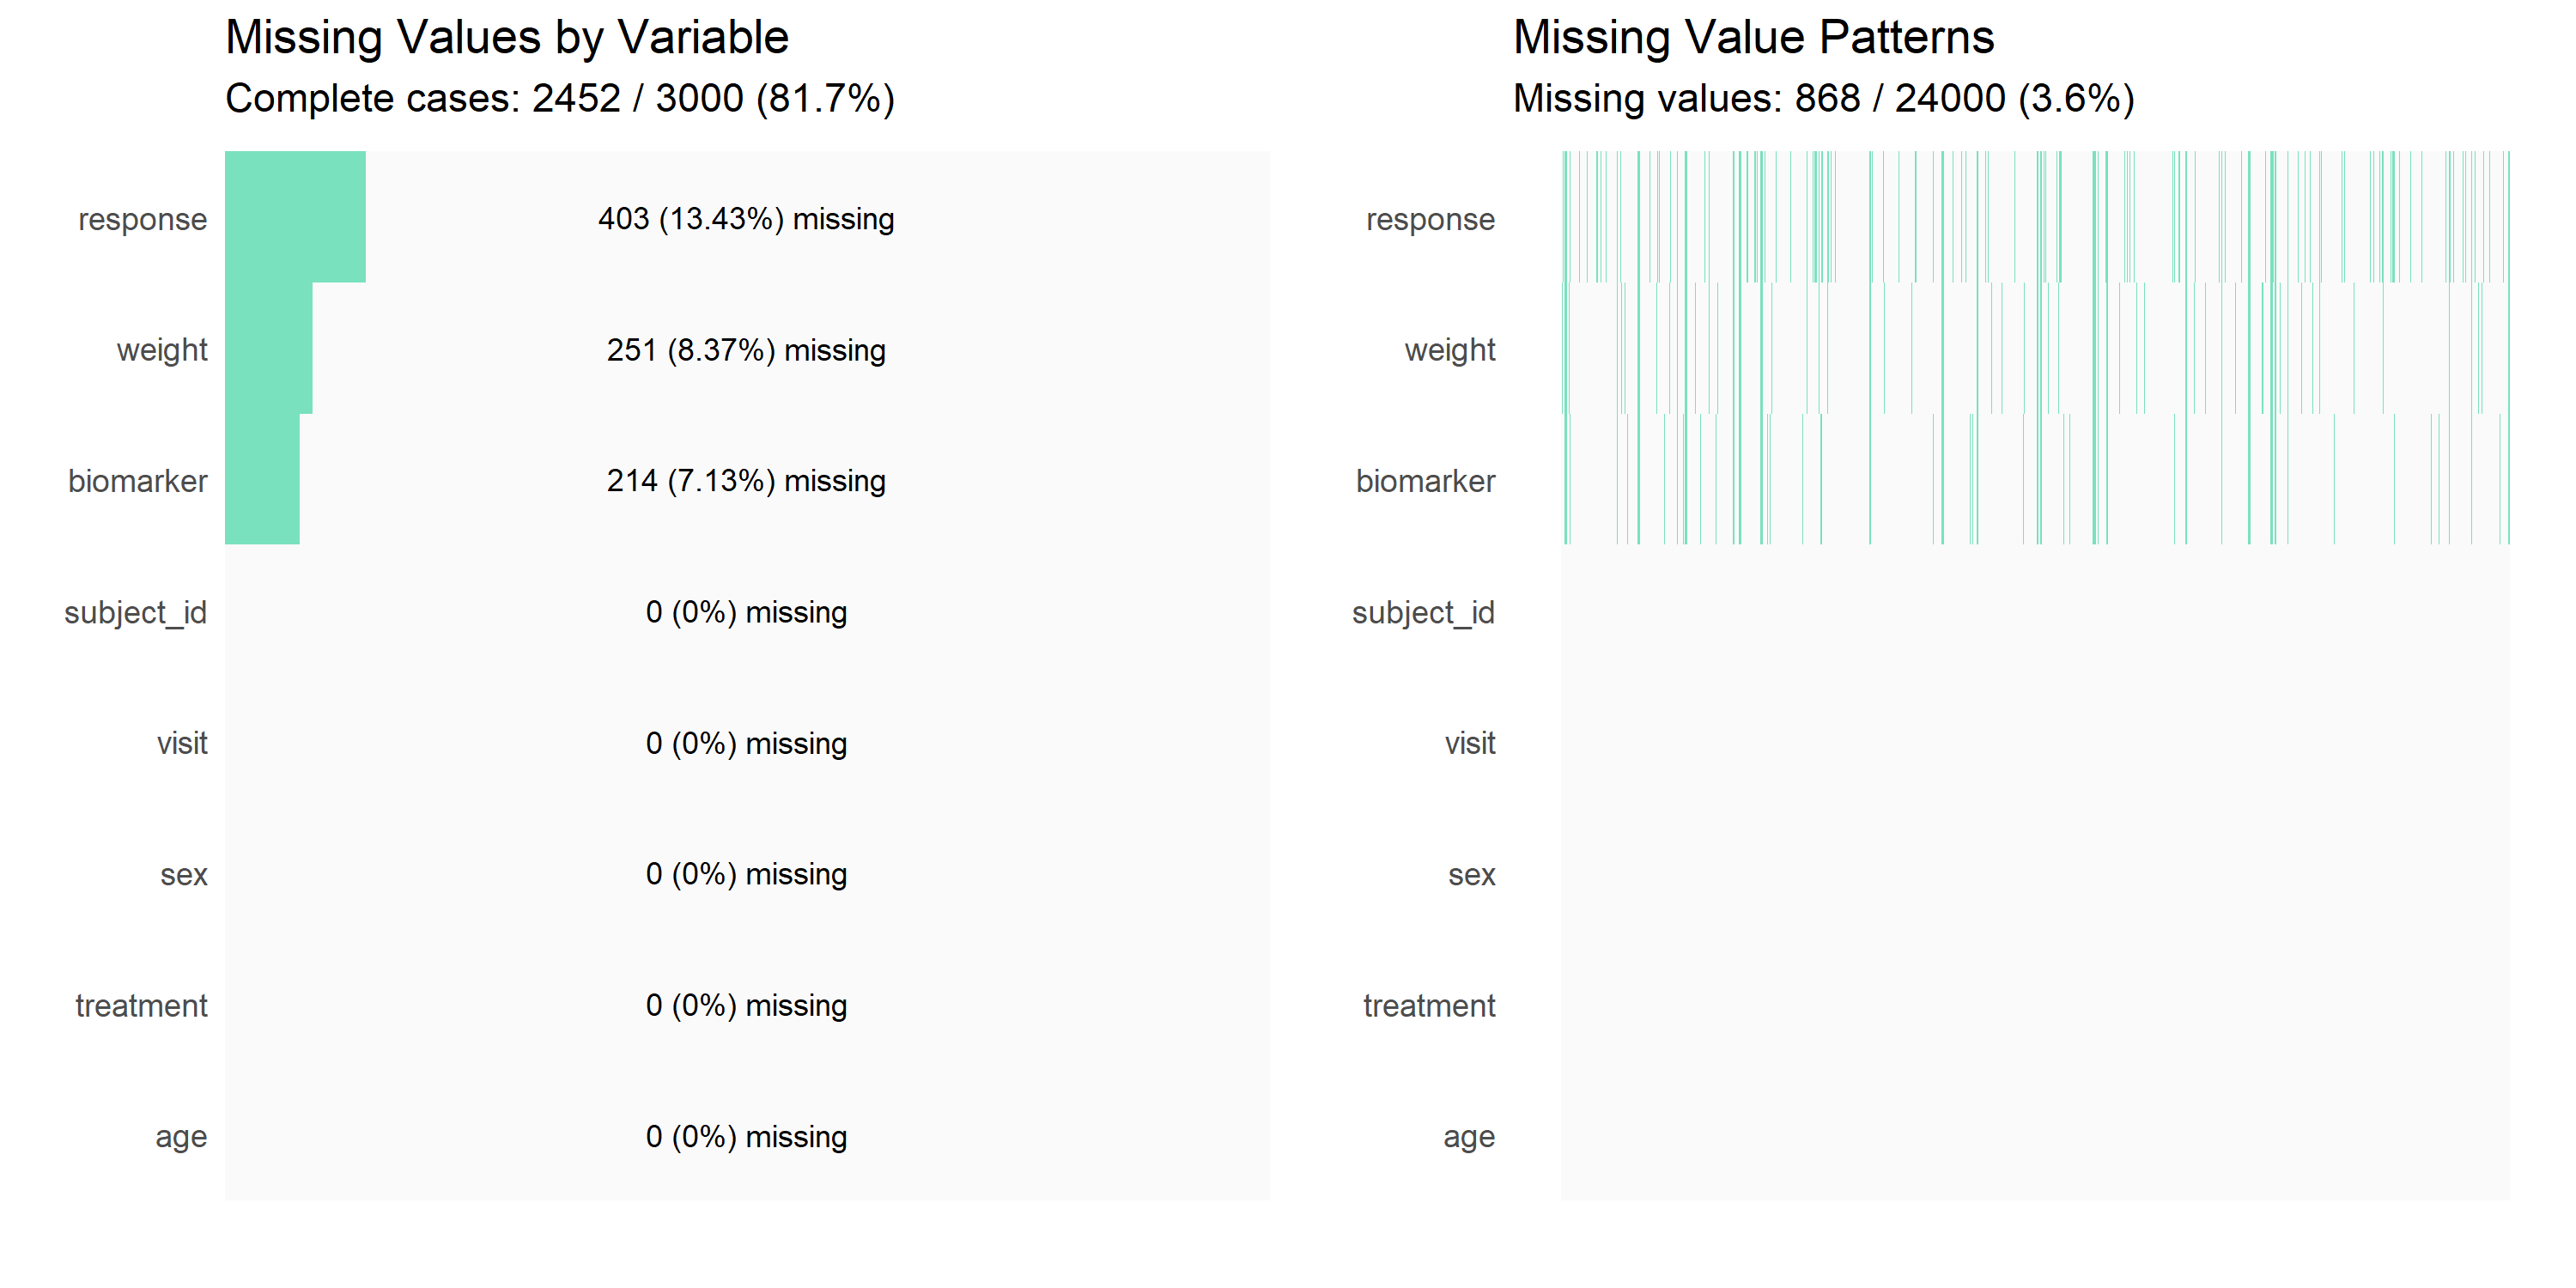 Missing Values by Variable
Complete cases: 2452 / 3000 (81.7%)
response
403 (13.43%) missing
weight
251 (8.37%) missing
biomarker
214 (7.13%) missing
subject_id
0 (0%) missing
visit
0 (0%) missing
sex
0 (0%) missing
treatment
0 (0%) missing
age
0 (0%) missing
Missing Value Patterns
Missing values: 868 / 24000 (3.6%)
response
weight
biomarker
subject_id
visit
sex
treatment
age